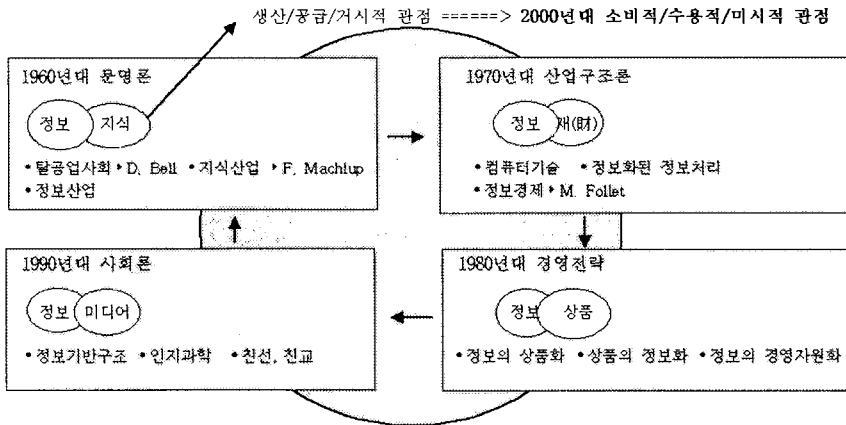 생산/공급/거시적 관점 ======> 2000년대 소비적/수용적/미시적 관점
1960년대 문명론
정보 지식
• 탈공업사회 ▸ D. Bell • 지식산업 ▸ F. Machlup
• 정보산업
1970년대 산업구조론
정보 재(財)
• 컴퓨터기술 • 정보화된 정보처리
• 정보경제 ▸ M. Follet
1980년대 경영전략
정보 상품
• 정보의 상품화 • 상품의 정보화 • 정보의 경영자원화
1990년대 사회론
정보 미디어
• 정보기반구조 • 인지과학 • 친선, 친교